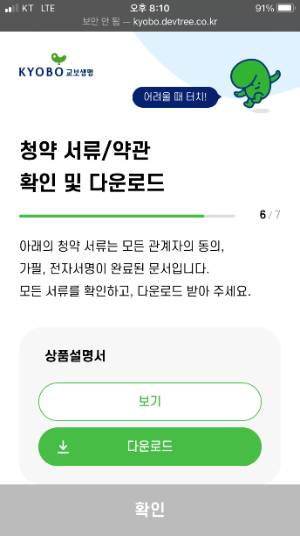 KT LTE 오후 8:10 91%
보안 안 됨 — kyobo.devtree.co.kr
KYOBO 교보생명
어려울 때 터치!
청약 서류/약관
확인 및 다운로드
6 / 7
아래의 청약 서류는 모든 관계자의 동의,
가필, 전자서명이 완료된 문서입니다.
모든 서류를 확인하고, 다운로드 받아 주세요.
상품설명서
보기
다운로드
확인